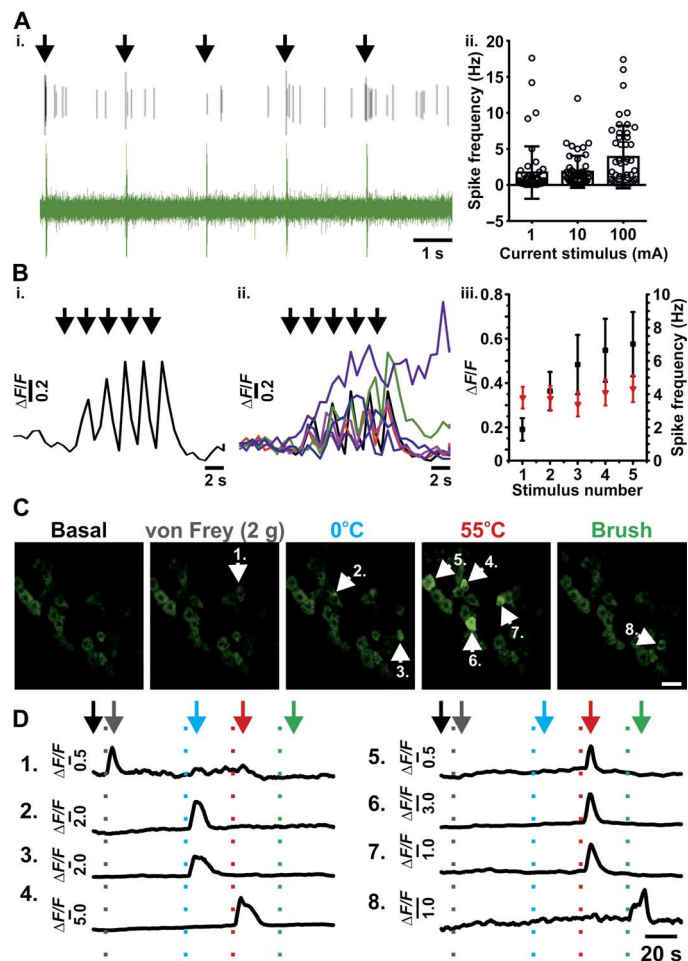 A
i.
1 s
ii.
Spike frequency (Hz)
20
15
10
5
0
−5
1 10 100
Current stimulus (mA)
B
i.
ΔF/F
0.2
2 s
ii.
ΔF/F
0.2
2 s
iii.
ΔF/F
0.8
0.6
0.4
0.2
0
1 2 3 4 5
Stimulus number
10
8
6
4
2
0
Spike frequency (Hz)
C
Basal von Frey (2 g) 0°C 55°C Brush
1.
2.
3.
5. 4.
7.
6.
8.
D
1. ΔF/F 0.5
2. ΔF/F 2.0
3. ΔF/F 2.0
4. ΔF/F 5.0
5. ΔF/F 0.5
6. ΔF/F 3.0
7. ΔF/F 1.0
8. ΔF/F 1.0
20 s